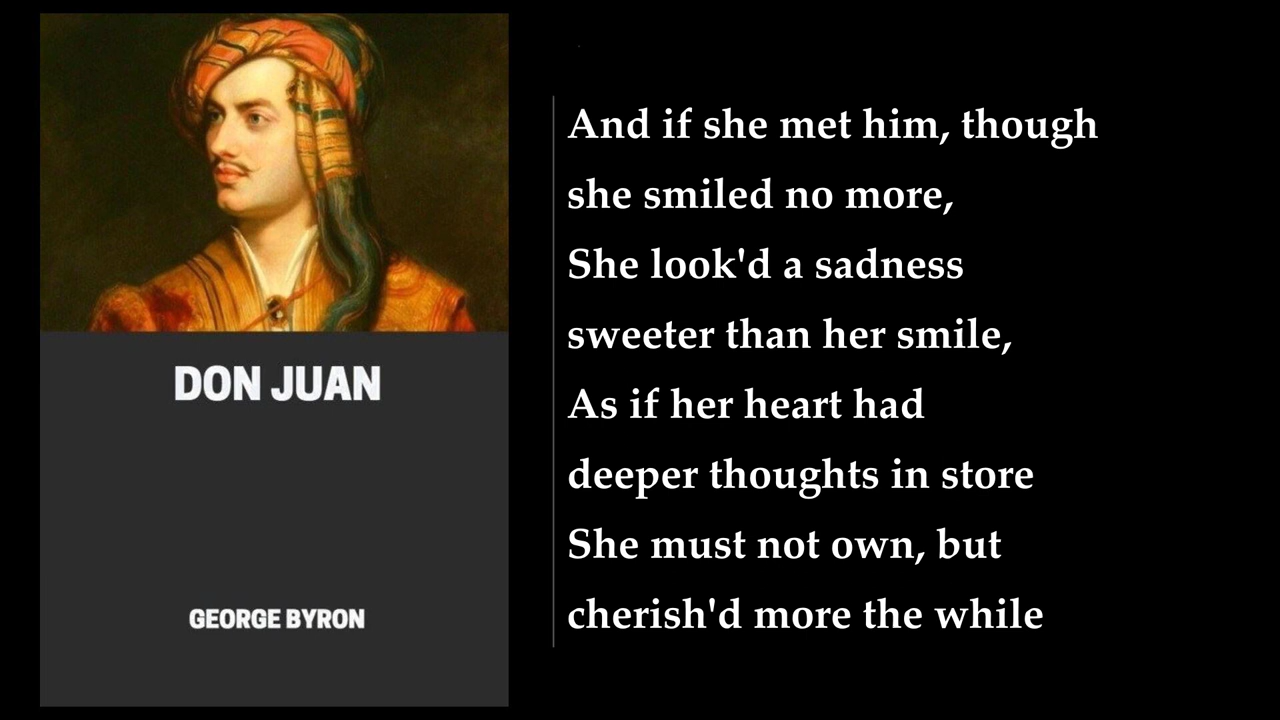 DON JUAN
GEORGE BYRON
And if she met him, though
she smiled no more,
She look'd a sadness
sweeter than her smile,
As if her heart had
deeper thoughts in store
She must not own, but
cherish'd more the while